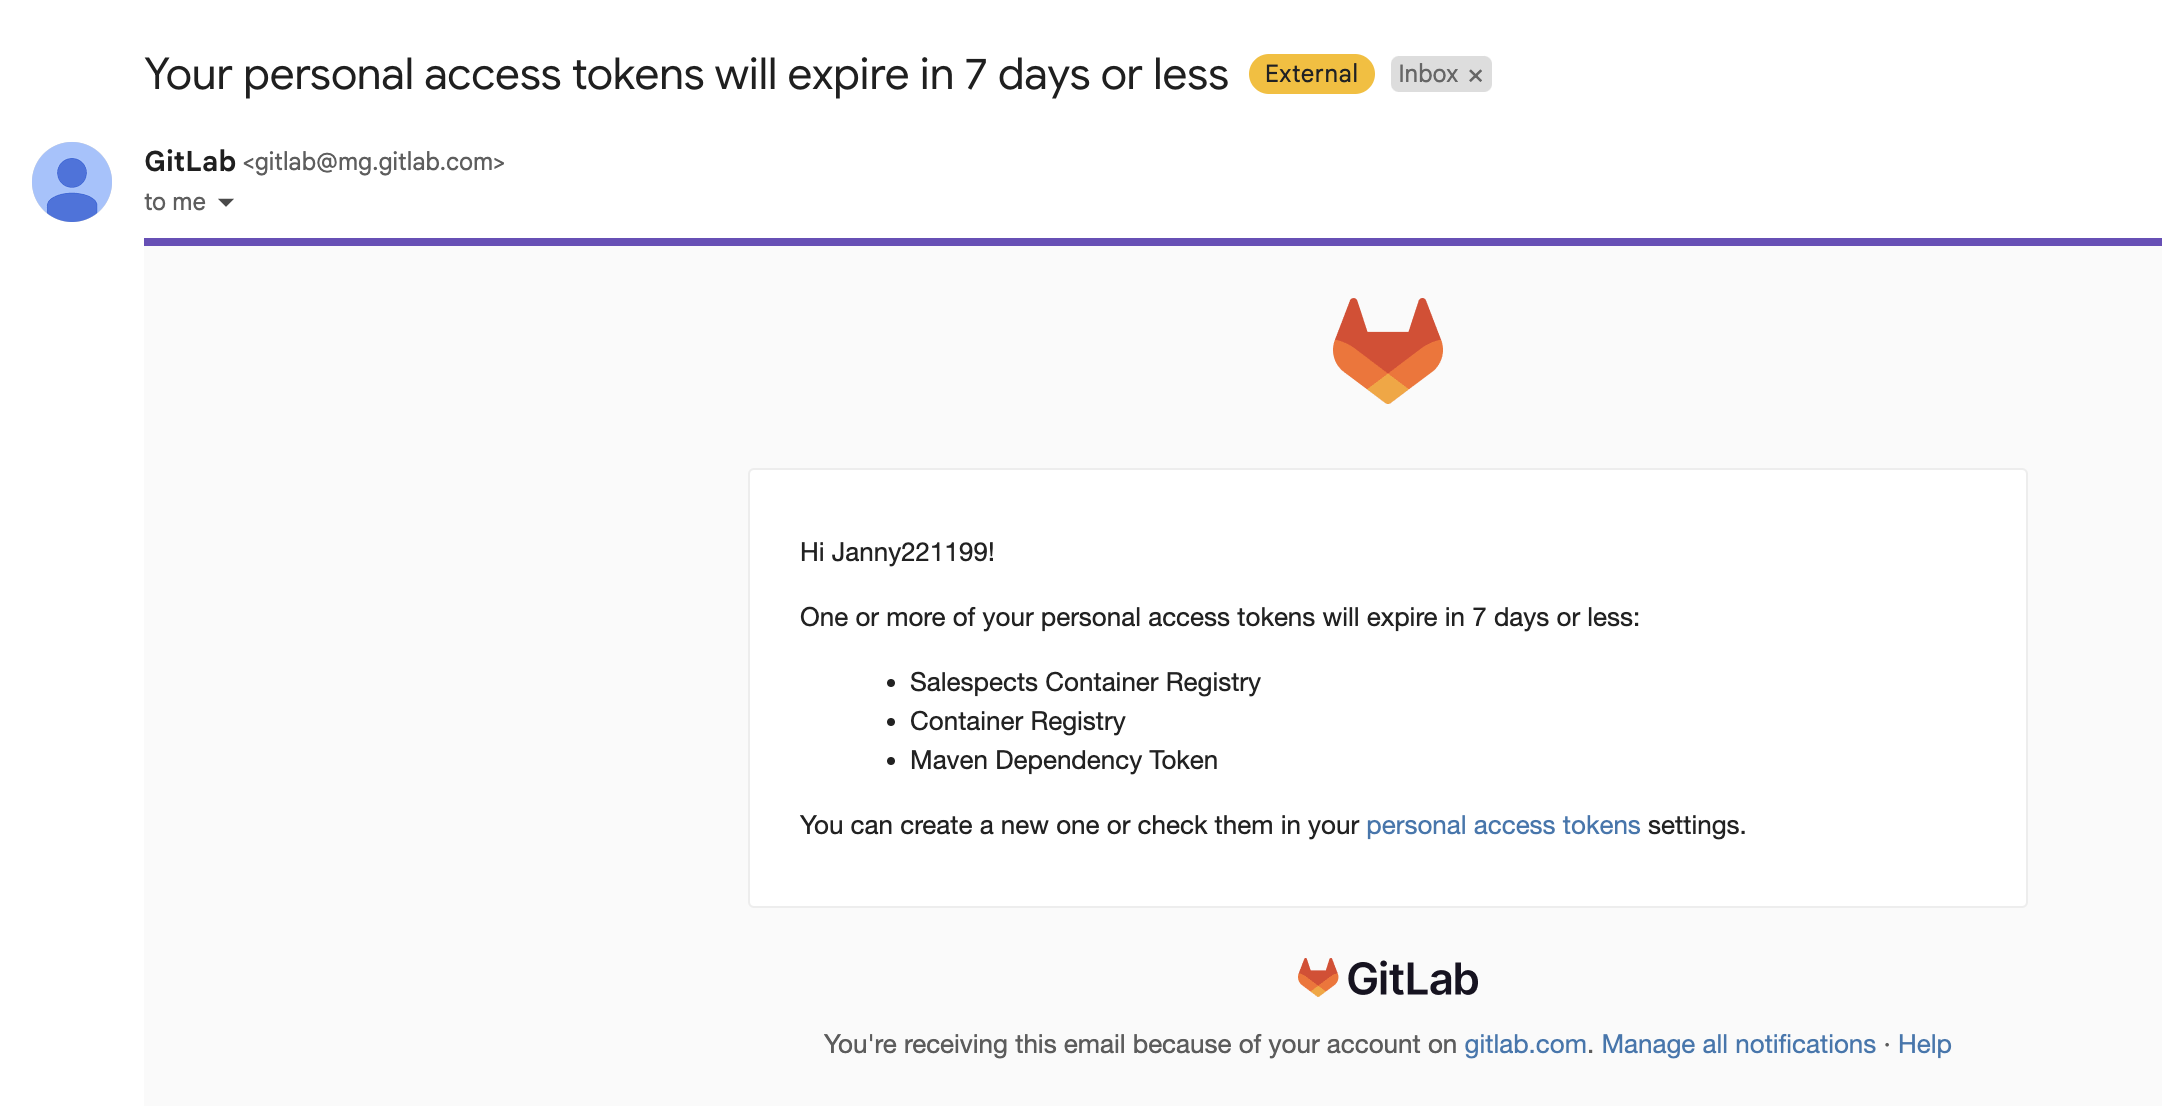 Your personal access tokens will expire in 7 days or less External Inbox ×
GitLab <gitlab@mg.gitlab.com>
to me
Hi Janny221199!
One or more of your personal access tokens will expire in 7 days or less:
• Salespects Container Registry
• Container Registry
• Maven Dependency Token
You can create a new one or check them in your personal access tokens settings.
GitLab
You're receiving this email because of your account on gitlab.com. Manage all notifications · Help